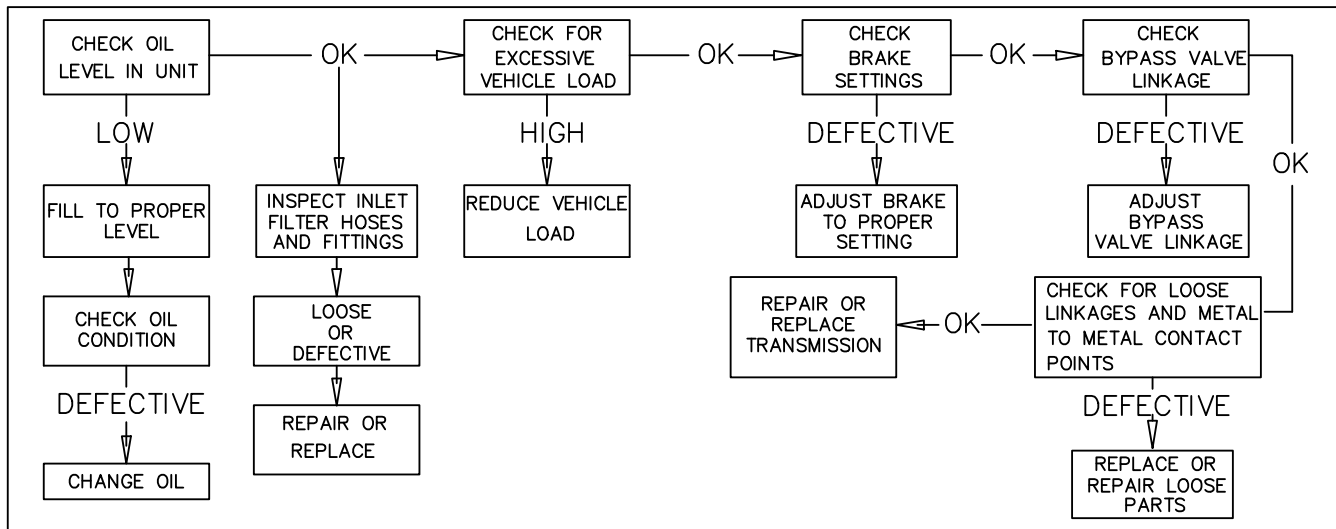 CHECK OIL
LEVEL IN UNIT
OK
CHECK FOR
EXCESSIVE
VEHICLE LOAD
OK
CHECK
BRAKE
SETTINGS
OK
CHECK
BYPASS VALVE
LINKAGE
OK
LOW
HIGH
DEFECTIVE
DEFECTIVE
FILL TO PROPER
LEVEL
INSPECT INLET
FILTER HOSES
AND FITTINGS
REDUCE VEHICLE
LOAD
ADJUST BRAKE
TO PROPER
SETTING
ADJUST
BYPASS
VALVE LINKAGE
CHECK OIL
CONDITION
LOOSE
OR
DEFECTIVE
REPAIR OR
REPLACE
TRANSMISSION
OK
CHECK FOR LOOSE
LINKAGES AND METAL
TO METAL CONTACT
POINTS
DEFECTIVE
REPAIR OR
REPLACE
DEFECTIVE
CHANGE OIL
REPLACE OR
REPAIR LOOSE
PARTS